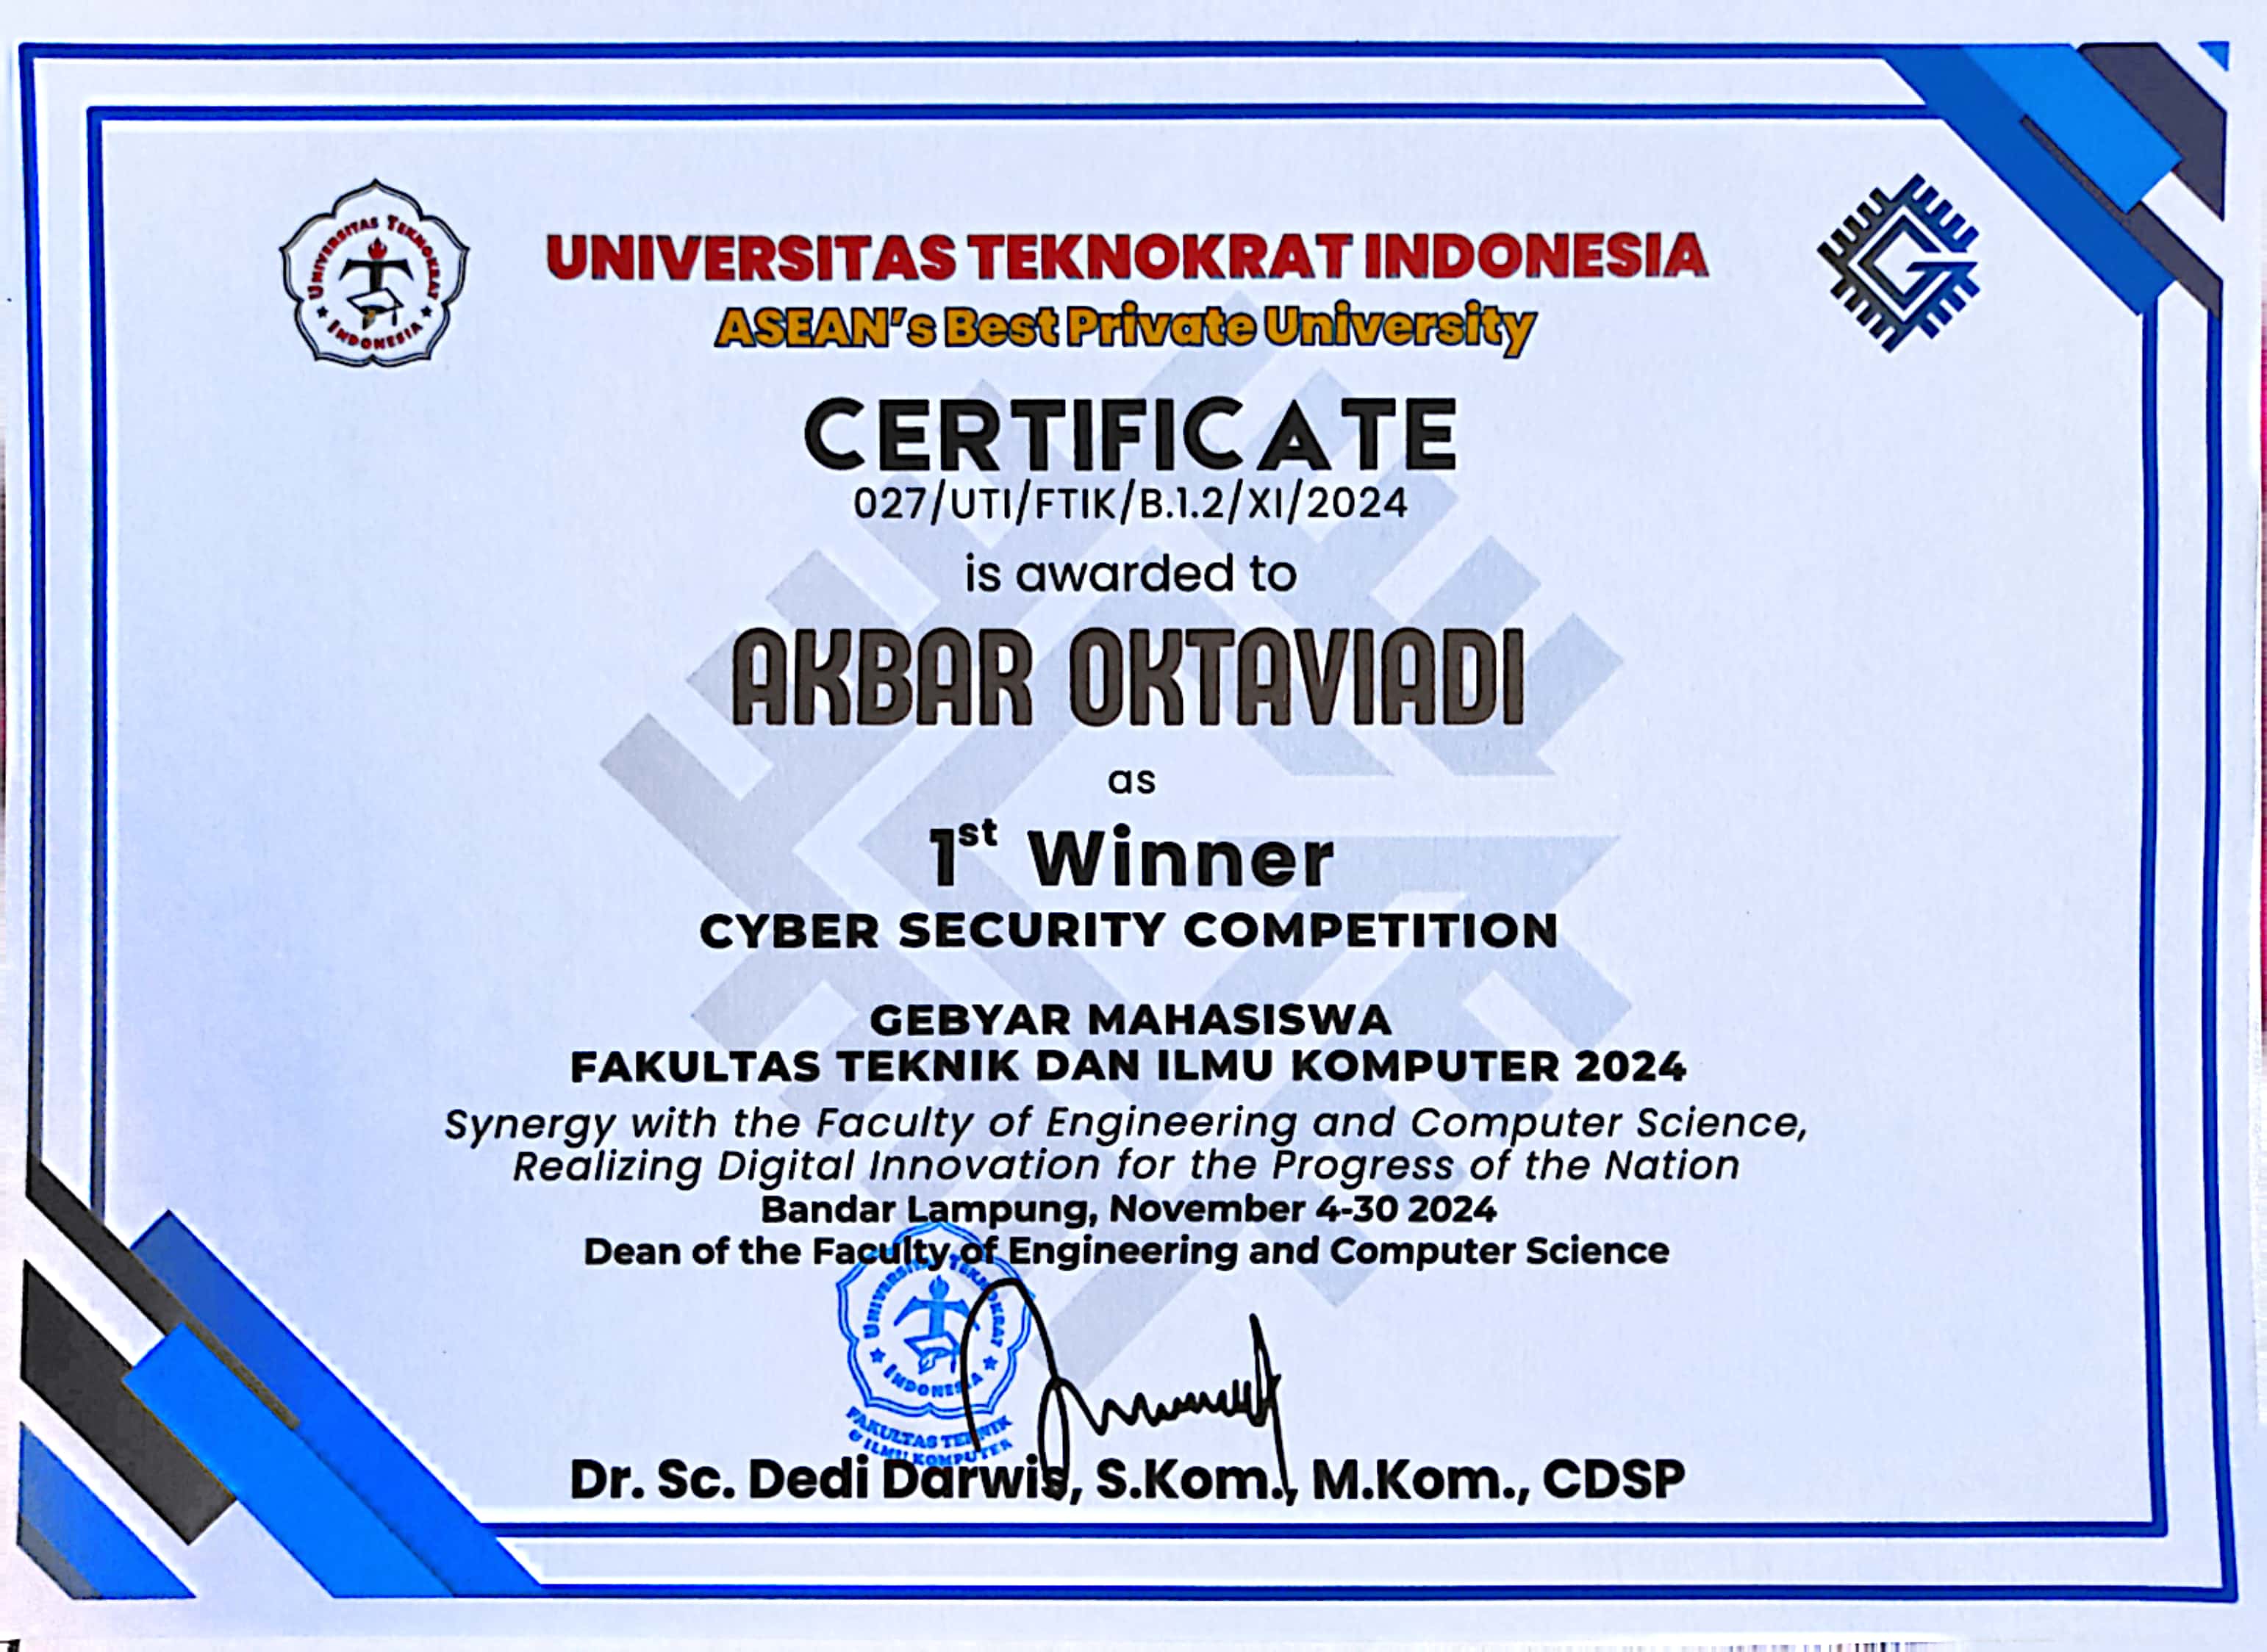 UNIVERSITAS TEKNOKRAT INDONESIA
UNIVERSITAS TEKNOKRAT INDONESIA
ASEAN's Best Private University
CERTIFICATE
027/UTI/FTIK/B.1.2/XI/2024
is awarded to
AKBAR OKTAVIADI
as
1st Winner
CYBER SECURITY COMPETITION
GEBYAR MAHASISWA
FAKULTAS TEKNIK DAN ILMU KOMPUTER 2024
Synergy with the Faculty of Engineering and Computer Science,
Realizing Digital Innovation for the Progress of the Nation
Bandar Lampung, November 4-30 2024
Dean of the Faculty of Engineering and Computer Science
UNIVERSITAS TEKNOKRAT INDONESIA
FAKULTAS TEKNIK
& ILMU KOMPUTER
Dr. Sc. Dedi Darwis, S.Kom., M.Kom., CDSP